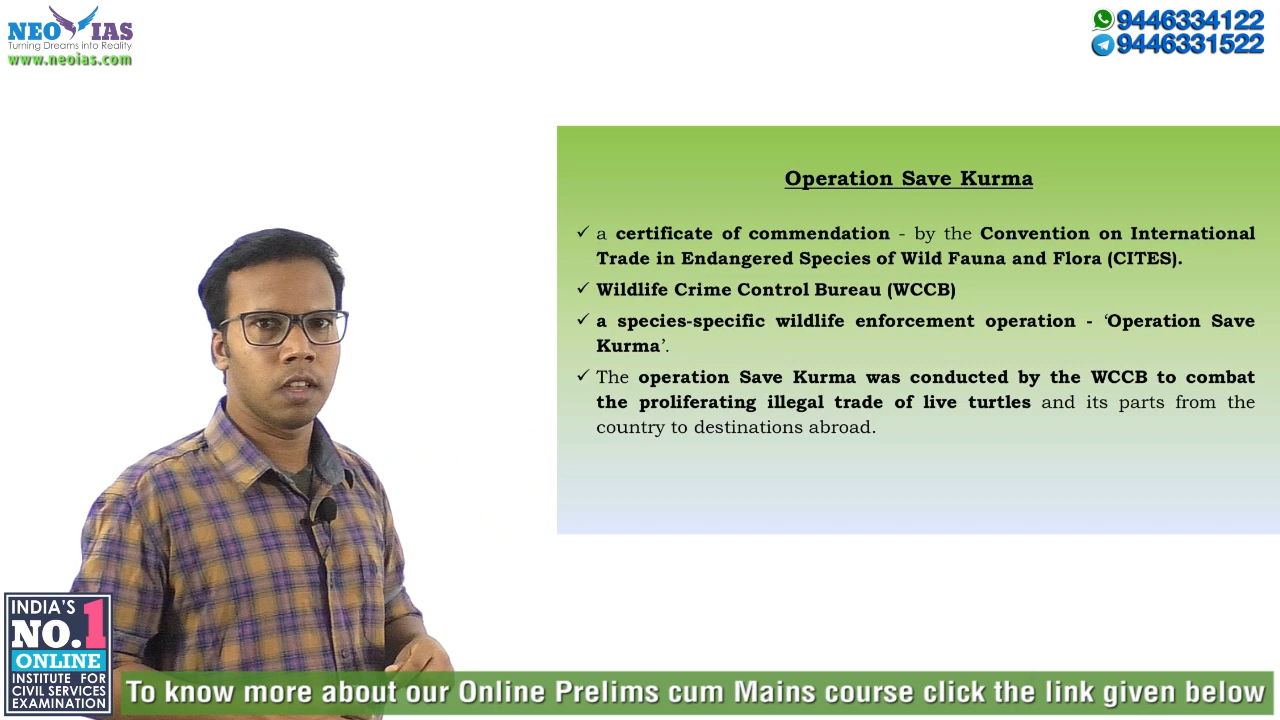 NEO IAS
Turning Dreams into Reality
www.neoias.com
9446334122
9446331522
Operation Save Kurma
✓ a certificate of commendation - by the Convention on International
Trade in Endangered Species of Wild Fauna and Flora (CITES).
✓ Wildlife Crime Control Bureau (WCCB)
✓ a species-specific wildlife enforcement operation - ‘Operation Save
Kurma’.
✓ The operation Save Kurma was conducted by the WCCB to combat
the proliferating illegal trade of live turtles and its parts from the
country to destinations abroad.
INDIA'S
NO.1
ONLINE
INSTITUTE FOR
CIVIL SERVICES
EXAMINATION
To know more about our Online Prelims cum Mains course click the link given below